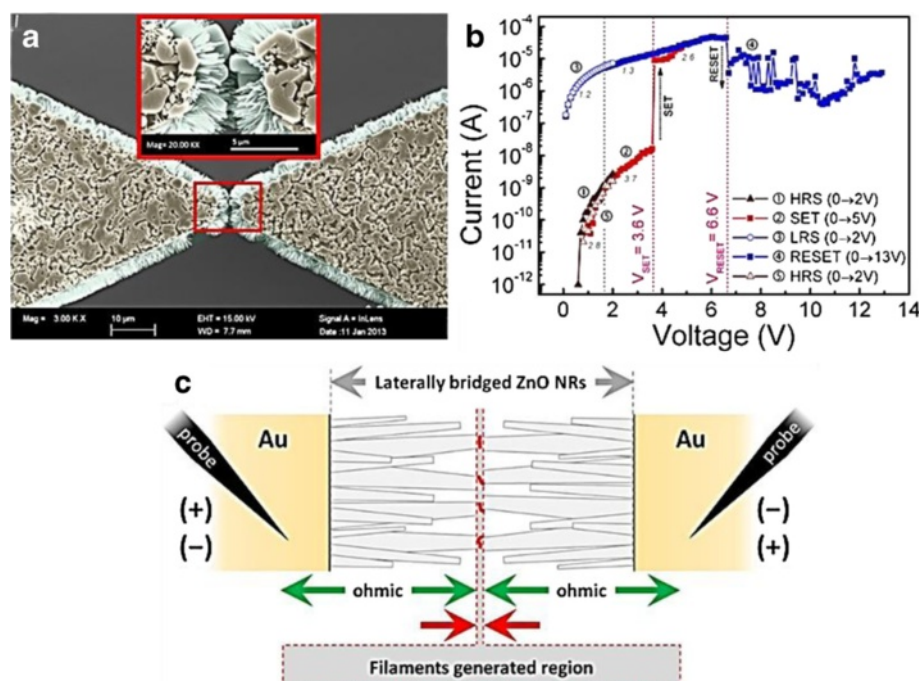 a
Mag= 20.00 KX
5 µm
Mag = 3.00 K X
10 µm
EHT = 15.00 kV
WD = 7.7 mm
Signal A = InLens
Date :11 Jan 2013
b
Current (A)
10⁻⁴
10⁻⁵
10⁻⁶
10⁻⁷
10⁻⁸
10⁻⁹
10⁻¹⁰
10⁻¹¹
10⁻¹²
③
1.2
1.3
2.6
④
RESET
SET
②
3.7
①
⑤
2.8
V_SET = 3.6 V
V_RESET = 6.6 V
① HRS (0→2V)
② SET (0→5V)
③ LRS (0→2V)
④ RESET (0→13V)
⑤ HRS (0→2V)
0 2 4 6 8 10 12 14
Voltage (V)
c
Laterally bridged ZnO NRs
probe
Au
Au
probe
(+)
(−)
(−)
(+)
ohmic
ohmic
Filaments generated region